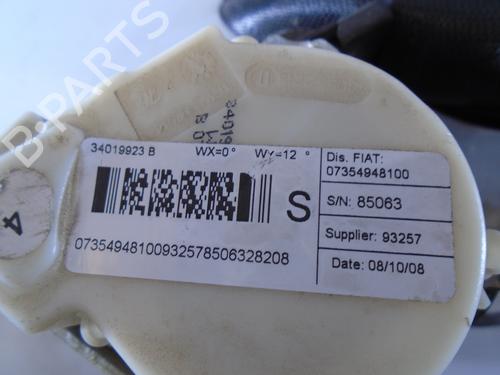 B-PARTS
34019923 B WX=0° WY=12 °
Dis. FIAT:
07354948100
S/N: 85063
S
Supplier: 93257
07354948100932578506328208
Date: 08/10/08
4